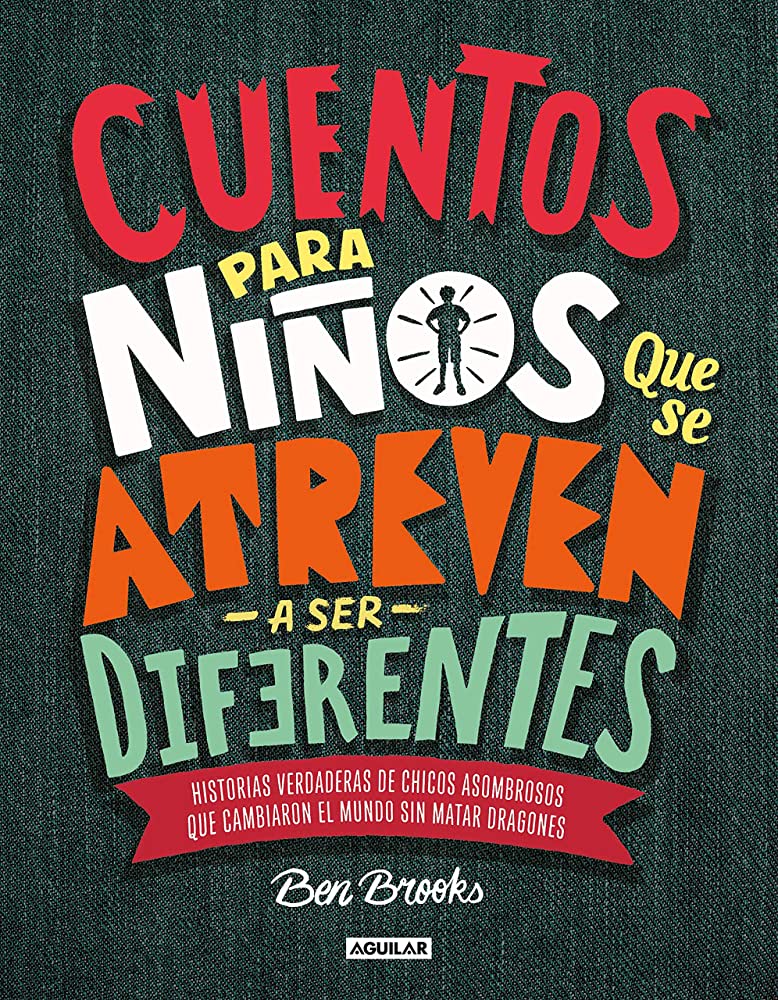 CUENTOS
PARA
NIÑOS
Que
se
ATREVEN
- A SER -
DIFERENTES
HISTORIAS VERDADERAS DE CHICOS ASOMBROSOS
QUE CAMBIARON EL MUNDO SIN MATAR DRAGONES
Ben Brooks
AGUILAR